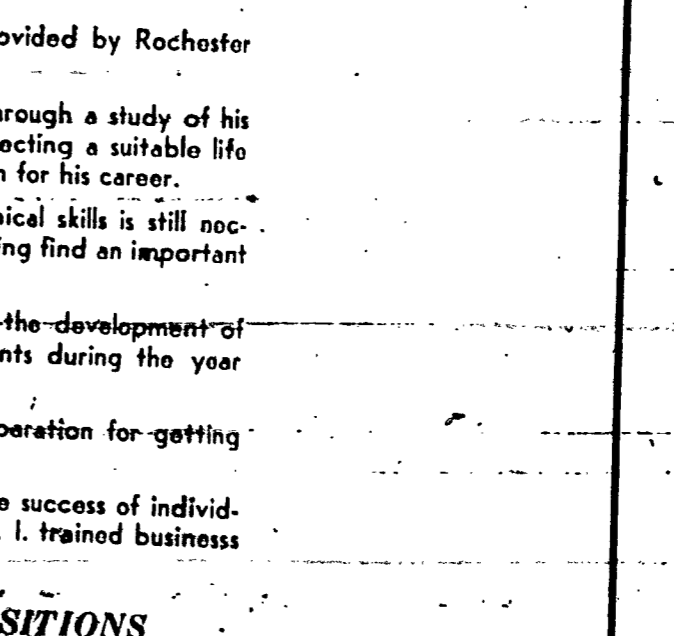 ovided by Rochester
rough a study of his
ecting a suitable life
n for his career.
nical skills is still nec-
ing find an important
the development of
nts during the year
paration for getting
e success of individ-
. I. trained businesss
SITIONS